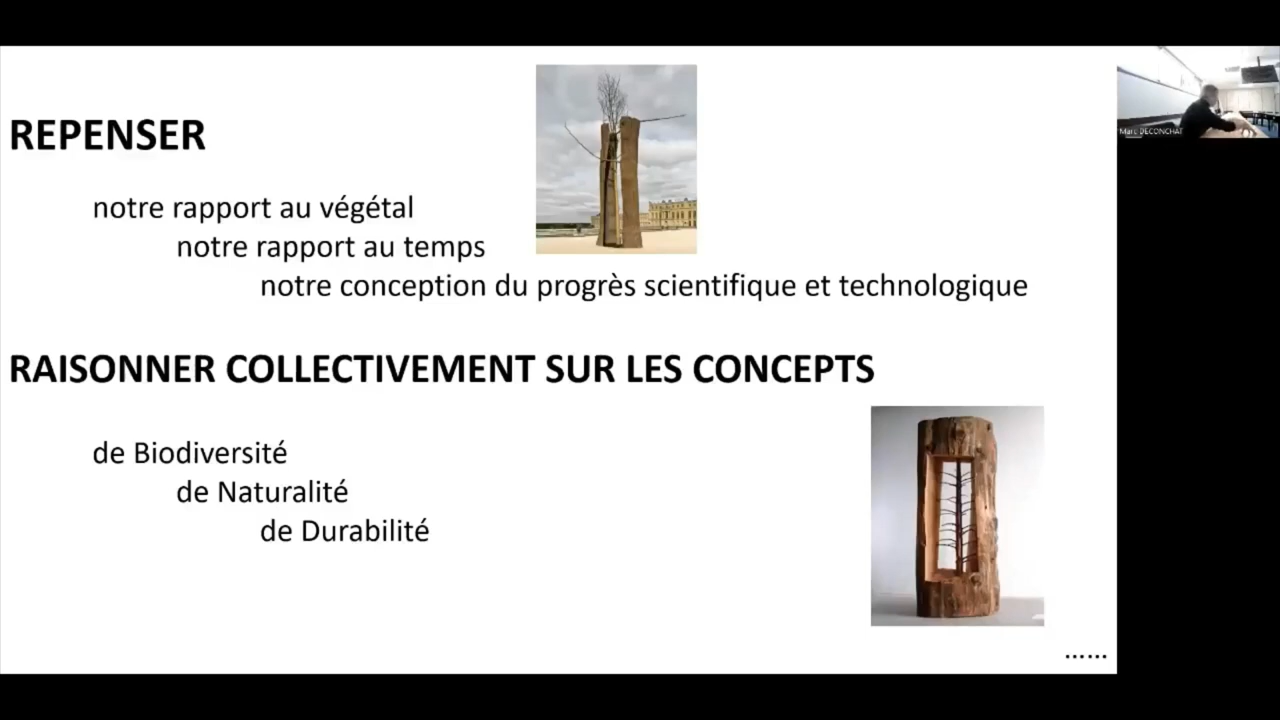 REPENSER
notre rapport au végétal
notre rapport au temps
notre conception du progrès scientifique et technologique
RAISONNER COLLECTIVEMENT SUR LES CONCEPTS
de Biodiversité
de Naturalité
de Durabilité
......
Marc DECONCHAT